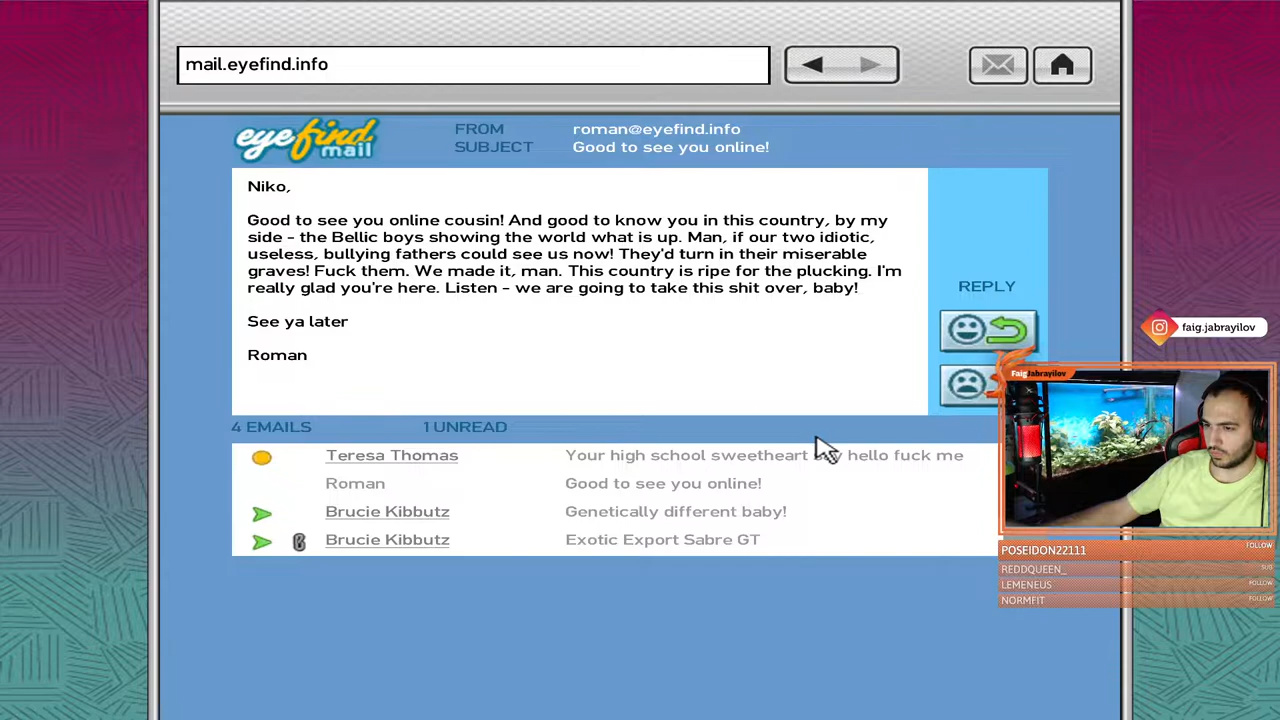 mail.eyefind.info
eyefind
mail
FROM
roman@eyefind.info
SUBJECT
Good to see you online!
Niko,
Good to see you online cousin! And good to know you in this country, by my
side - the Bellic boys showing the world what is up. Man, if our two idiotic,
useless, bullying fathers could see us now! They'd turn in their miserable
graves! Fuck them. We made it, man. This country is ripe for the plucking. I'm
really glad you're here. Listen - we are going to take this shit over, baby!
See ya later
Roman
REPLY
faig.jabrayilov
FaigJabrayilov
4 EMAILS
1 UNREAD
Teresa Thomas
Your high school sweetheart say hello fuck me
Roman
Good to see you online!
Brucie Kibbutz
Genetically different baby!
Brucie Kibbutz
Exotic Export Sabre GT
POSEIDON22111
FOLLOW
REDDQUEEN_
SUB
LEMENEUS
FOLLOW
NORMFIT
FOLLOW